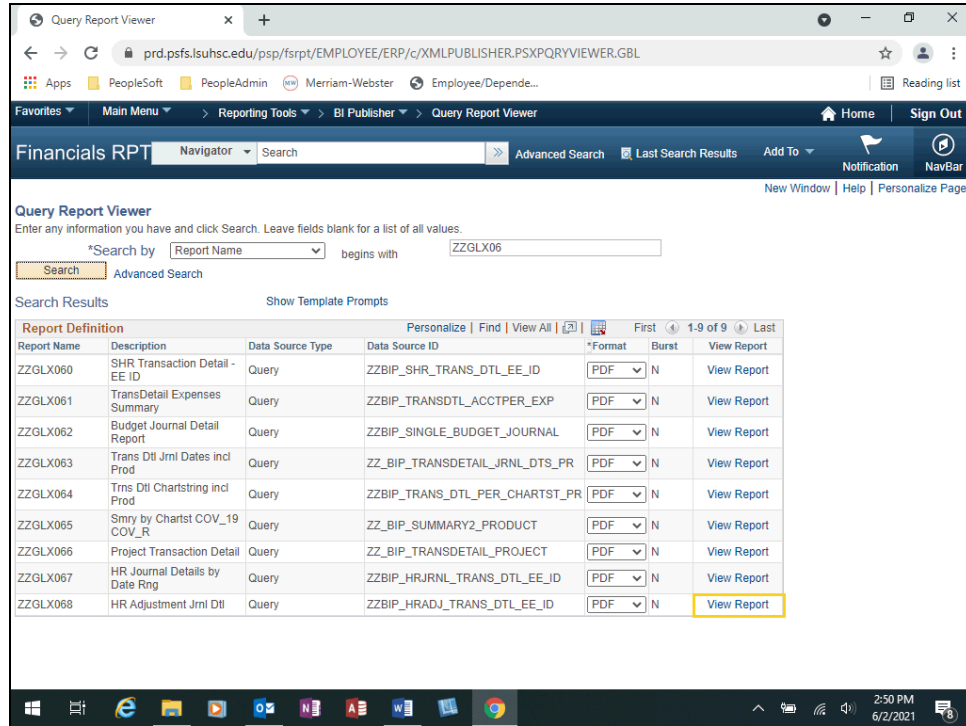 Query Report Viewer
prd.psfs.lsuhsc.edu/psp/fsrpt/EMPLOYEE/ERP/c/XMLPUBLISHER.PSXPQRYVIEWER.GBL
Apps PeopleSoft PeopleAdmin MW Merriam-Webster Employee/Depende... Reading list
Favorites Main Menu > Reporting Tools > BI Publisher > Query Report Viewer Home Sign Out
Financials RPT Navigator Search » Advanced Search Last Search Results Add To Notification NavBar
New Window | Help | Personalize Page
Query Report Viewer
Enter any information you have and click Search. Leave fields blank for a list of all values.
*Search by Report Name begins with ZZGLX06
Search Advanced Search
Search Results Show Template Prompts
Report Definition Personalize | Find | View All | | First 1-9 of 9 Last
Report Name Description Data Source Type Data Source ID *Format Burst View Report
ZZGLX060 SHR Transaction Detail - EE ID Query ZZBIP_SHR_TRANS_DTL_EE_ID PDF N View Report
ZZGLX061 TransDetail Expenses Summary Query ZZBIP_TRANSDTL_ACCTPER_EXP PDF N View Report
ZZGLX062 Budget Journal Detail Report Query ZZBIP_SINGLE_BUDGET_JOURNAL PDF N View Report
ZZGLX063 Trans Dtl Jrnl Dates incl Prod Query ZZ_BIP_TRANSDETAIL_JRNL_DTS_PR PDF N View Report
ZZGLX064 Trns Dtl Chartstring incl Prod Query ZZBIP_TRANS_DTL_PER_CHARTST_PR PDF N View Report
ZZGLX065 Smry by Chartst COV_19 COV_R Query ZZ_BIP_SUMMARY2_PRODUCT PDF N View Report
ZZGLX066 Project Transaction Detail Query ZZ_BIP_TRANSDETAIL_PROJECT PDF N View Report
ZZGLX067 HR Journal Details by Date Rng Query ZZBIP_HRJRNL_TRANS_DTL_EE_ID PDF N View Report
ZZGLX068 HR Adjustment Jrnl Dtl Query ZZBIP_HRADJ_TRANS_DTL_EE_ID PDF N View Report
2:50 PM
6/2/2021
8